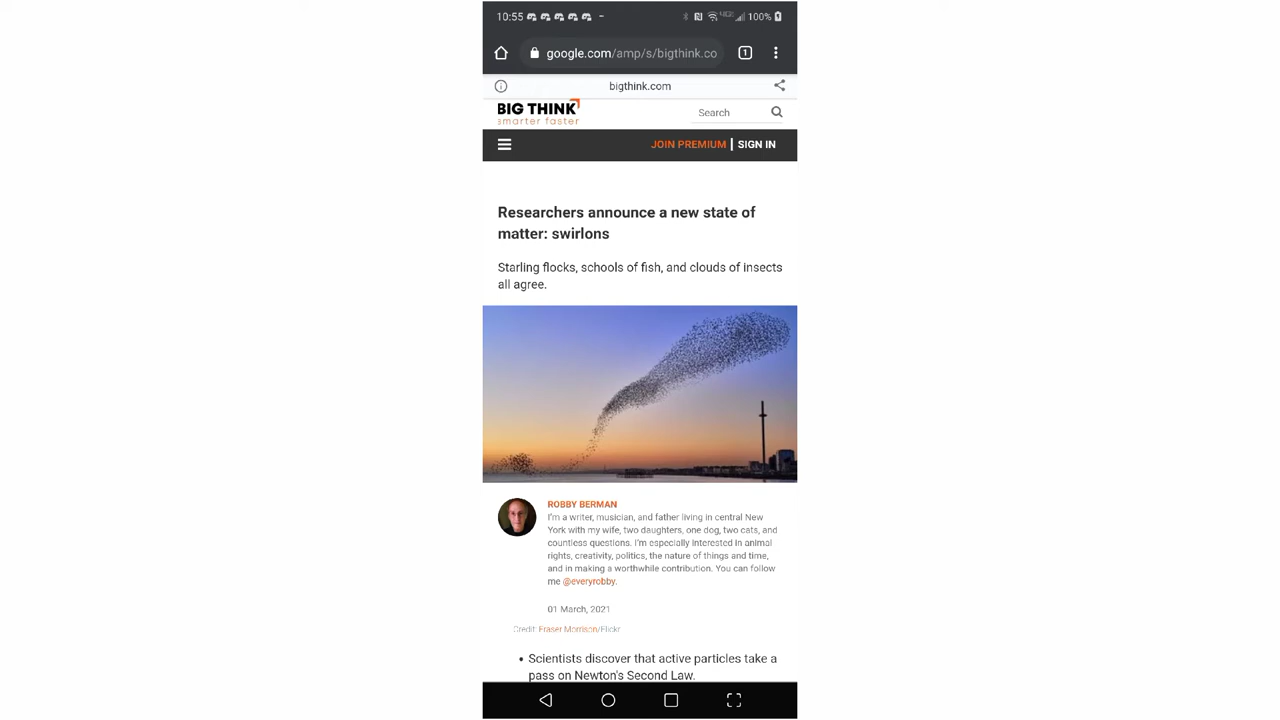 10:55
100%
google.com/amp/s/bigthink.co
1
bigthink.com
BIG THINK
smarter faster
Search
JOIN PREMIUM | SIGN IN
Researchers announce a new state of
matter: swirlons
Starling flocks, schools of fish, and clouds of insects
all agree.
ROBBY BERMAN
I'm a writer, musician, and father living in central New
York with my wife, two daughters, one dog, two cats, and
countless questions. I'm especially interested in animal
rights, creativity, politics, the nature of things and time,
and in making a worthwhile contribution. You can follow
me @everyrobby.
01 March, 2021
Credit: Fraser Morrison/Flickr
• Scientists discover that active particles take a
pass on Newton's Second Law.